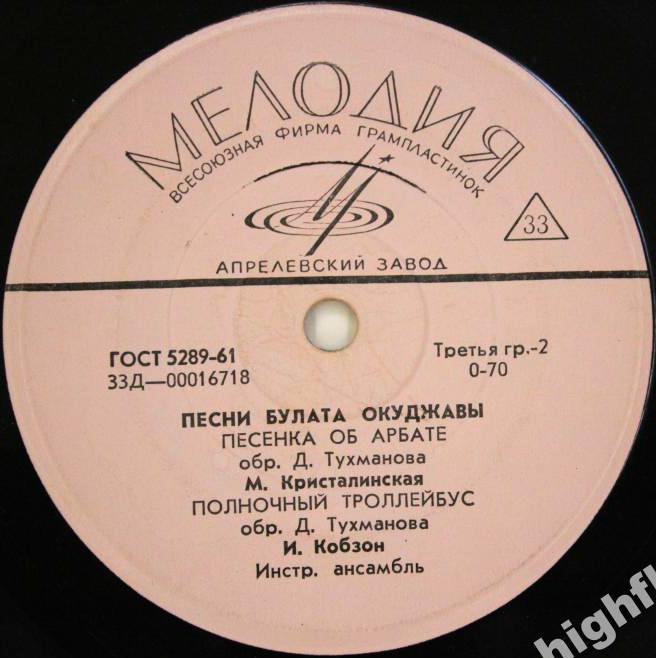 МЕЛОДИЯ
ВСЕСОЮЗНАЯ ФИРМА ГРАМПЛАСТИНОК
33
АПРЕЛЕВСКИЙ ЗАВОД
ГОСТ 5289-61
33Д—00016718
Третья гр.-2
0-70
ПЕСНИ БУЛАТА ОКУДЖАВЫ
ПЕСЕНКА ОБ АРБАТЕ
обр. Д. Тухманова
М. Кристалинская
ПОЛНОЧНЫЙ ТРОЛЛЕЙБУС
обр. Д. Тухманова
И. Кобзон
Инстр. ансамбль